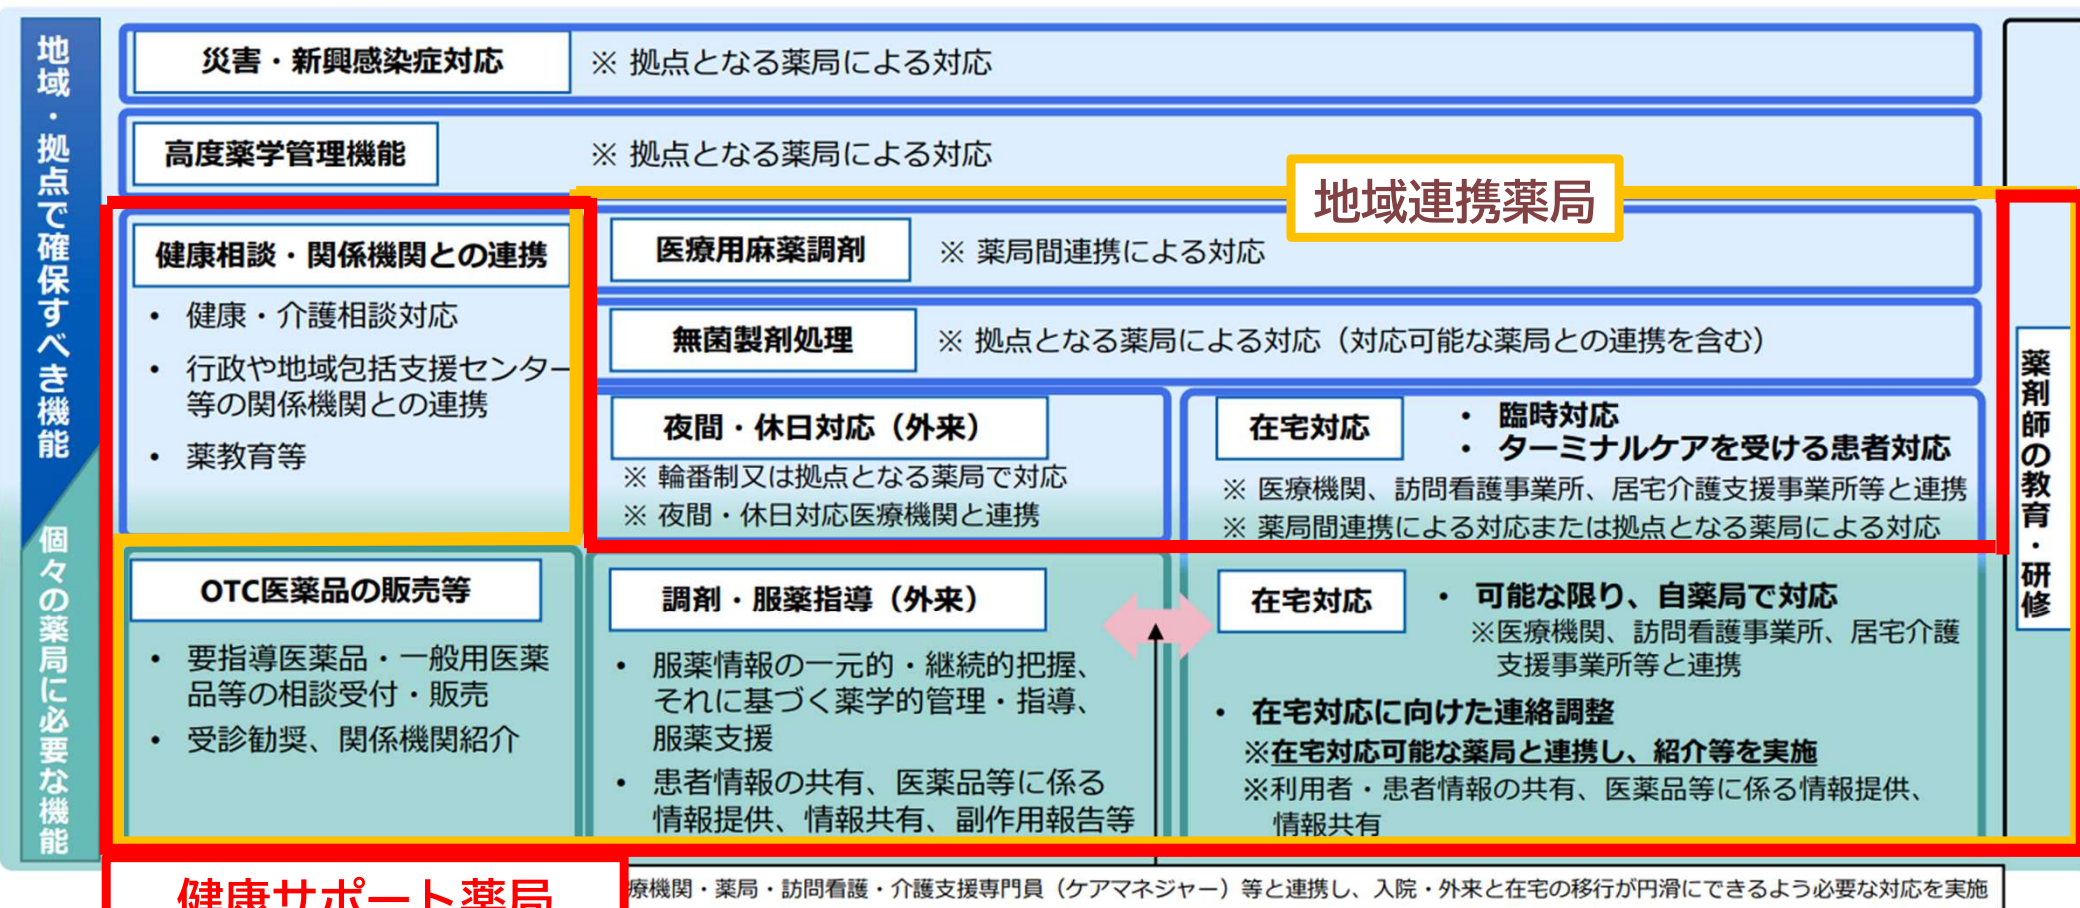 地域・拠点で確保すべき機能
個々の薬局に必要な機能
災害・新興感染症対応
※ 拠点となる薬局による対応
高度薬学管理機能
※ 拠点となる薬局による対応
地域連携薬局
健康相談・関係機関との連携
• 健康・介護相談対応
• 行政や地域包括支援センター
等の関係機関との連携
• 薬教育等
医療用麻薬調剤
※ 薬局間連携による対応
無菌製剤処理
※ 拠点となる薬局による対応（対応可能な薬局との連携を含む）
夜間・休日対応（外来）
※ 輪番制又は拠点となる薬局で対応
※ 夜間・休日対応医療機関と連携
在宅対応
• 臨時対応
• ターミナルケアを受ける患者対応
※ 医療機関、訪問看護事業所、居宅介護支援事業所等と連携
※ 薬局間連携による対応または拠点となる薬局による対応
OTC医薬品の販売等
• 要指導医薬品・一般用医薬
品等の相談受付・販売
• 受診勧奨、関係機関紹介
調剤・服薬指導（外来）
• 服薬情報の一元的・継続的把握、
それに基づく薬学的管理・指導、
服薬支援
• 患者情報の共有、医薬品等に係る
情報提供、情報共有、副作用報告等
在宅対応
• 可能な限り、自薬局で対応
※医療機関、訪問看護事業所、居宅介護
支援事業所等と連携
• 在宅対応に向けた連絡調整
※在宅対応可能な薬局と連携し、紹介等を実施
※利用者・患者情報の共有、医薬品等に係る情報提供、
情報共有
薬剤師の教育・研修
健康サポート薬局
療機関・薬局・訪問看護・介護支援専門員（ケアマネジャー）等と連携し、入院・外来と在宅の移行が円滑にできるよう必要な対応を実施